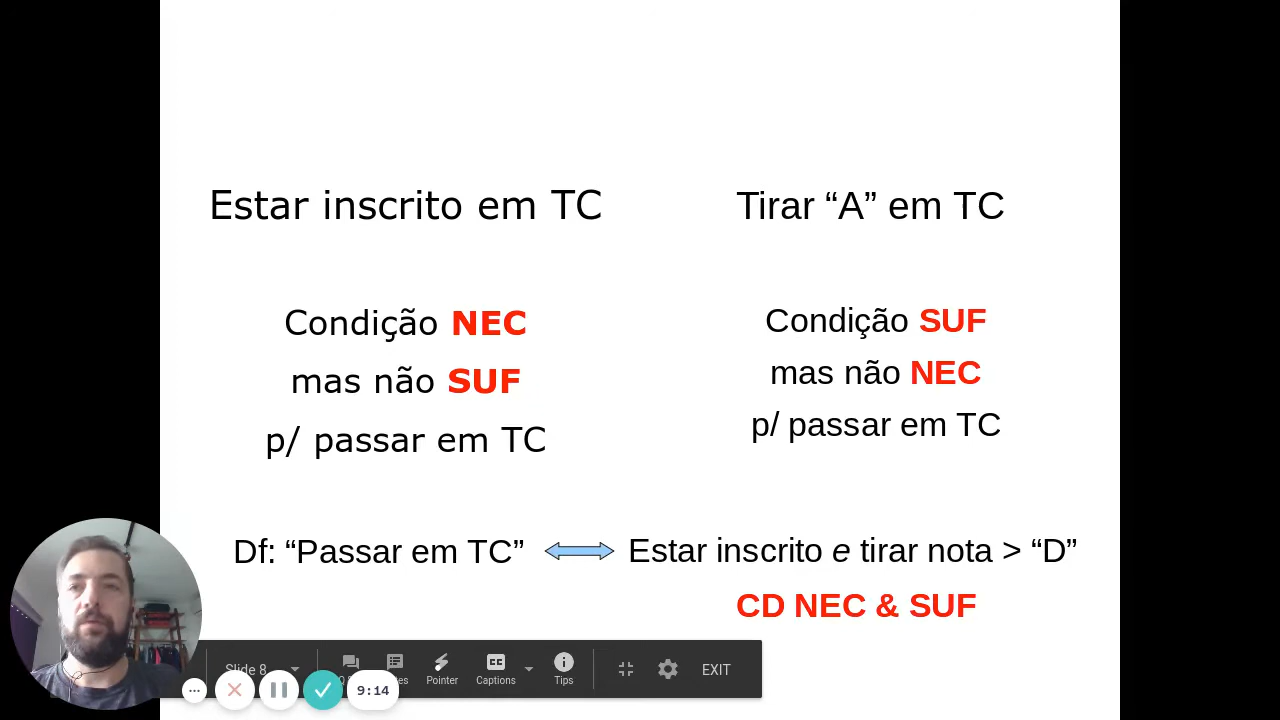 Estar inscrito em TC
Condição NEC
mas não SUF
p/ passar em TC
Tirar “A” em TC
Condição SUF
mas não NEC
p/ passar em TC
Df: “Passar em TC”
Estar inscrito e tirar nota > “D”
CD NEC & SUF
Slide 8
Pointer
CC
Captions
Tips
EXIT
9:14